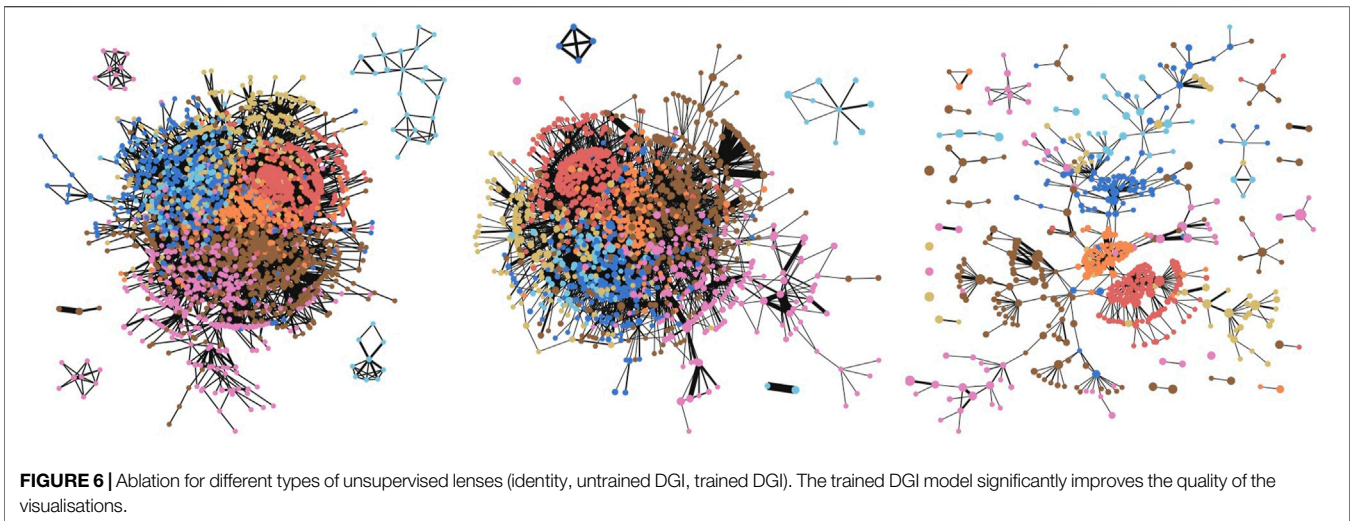 FIGURE 6 | Ablation for different types of unsupervised lenses (identity, untrained DGI, trained DGI). The trained DGI model significantly improves the quality of the
visualisations.